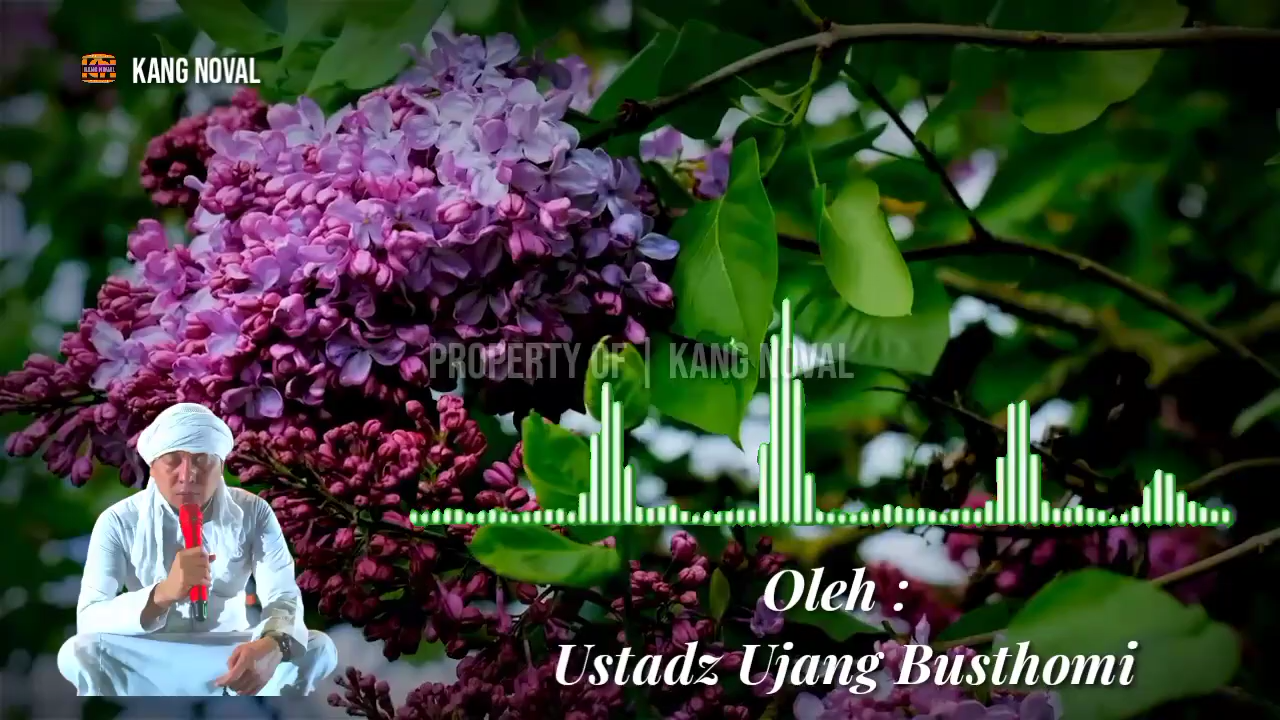 KANG NOVAL
PROPERTY OF | KANG NOVAL
Oleh :
Ustadz Ujang Busthomi